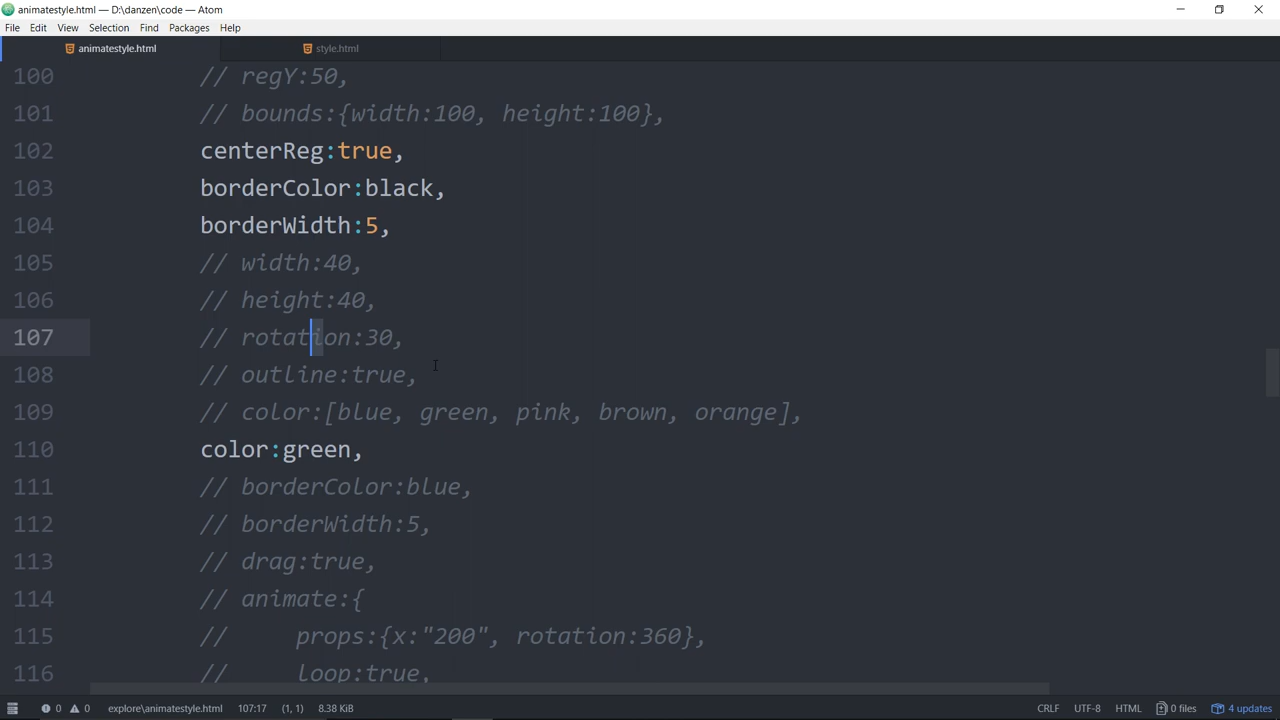 animatestyle.html — D:\danzen\code — Atom
File Edit View Selection Find Packages Help
animatestyle.html style.html
100 // regY:50,
101 // bounds:{width:100, height:100},
102 centerReg:true,
103 borderColor:black,
104 borderWidth:5,
105 // width:40,
106 // height:40,
107 // rotation:30,
108 // outline:true,
109 // color:[blue, green, pink, brown, orange],
110 color:green,
111 // borderColor:blue,
112 // borderWidth:5,
113 // drag:true,
114 // animate:{
115 // props:{x:"200", rotation:360},
116 // loop:true,
0 0 explore\animatestyle.html 107:17 (1, 1) 8.38 KiB CRLF UTF-8 HTML 0 files 4 updates